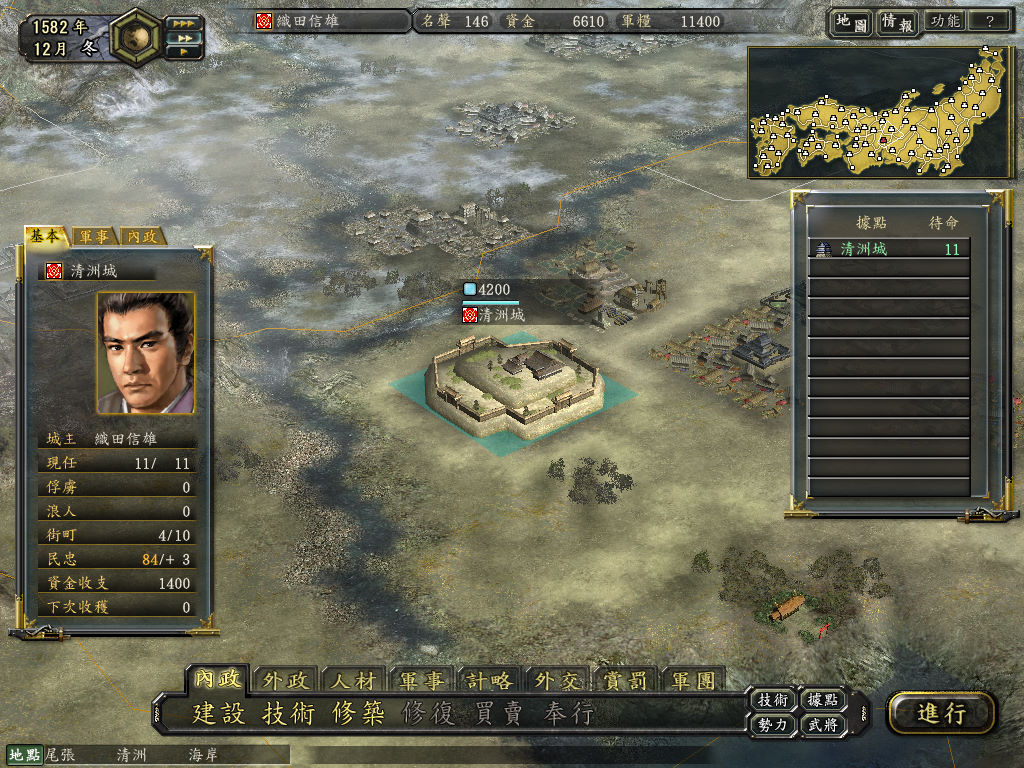 1582年
12月 冬
織田信雄
名聲 146 資金 6610 軍糧 11400
地圖 情報 功能 ?
據點 待命
清洲城 11
基本 軍事 內政
清洲城
城主 織田信雄
現任 11/ 11
俘虜 0
浪人 0
街町 4/10
民忠 84/+ 3
資金收支 1400
下次收穫 0
4200
清洲城
內政 外政 人材 軍事 計略 外交 賞罰 軍團
建設 技術 修築 修復 買賣 奉行
技術 據點
勢力 武將
進行
地點 尾張 清洲 海岸